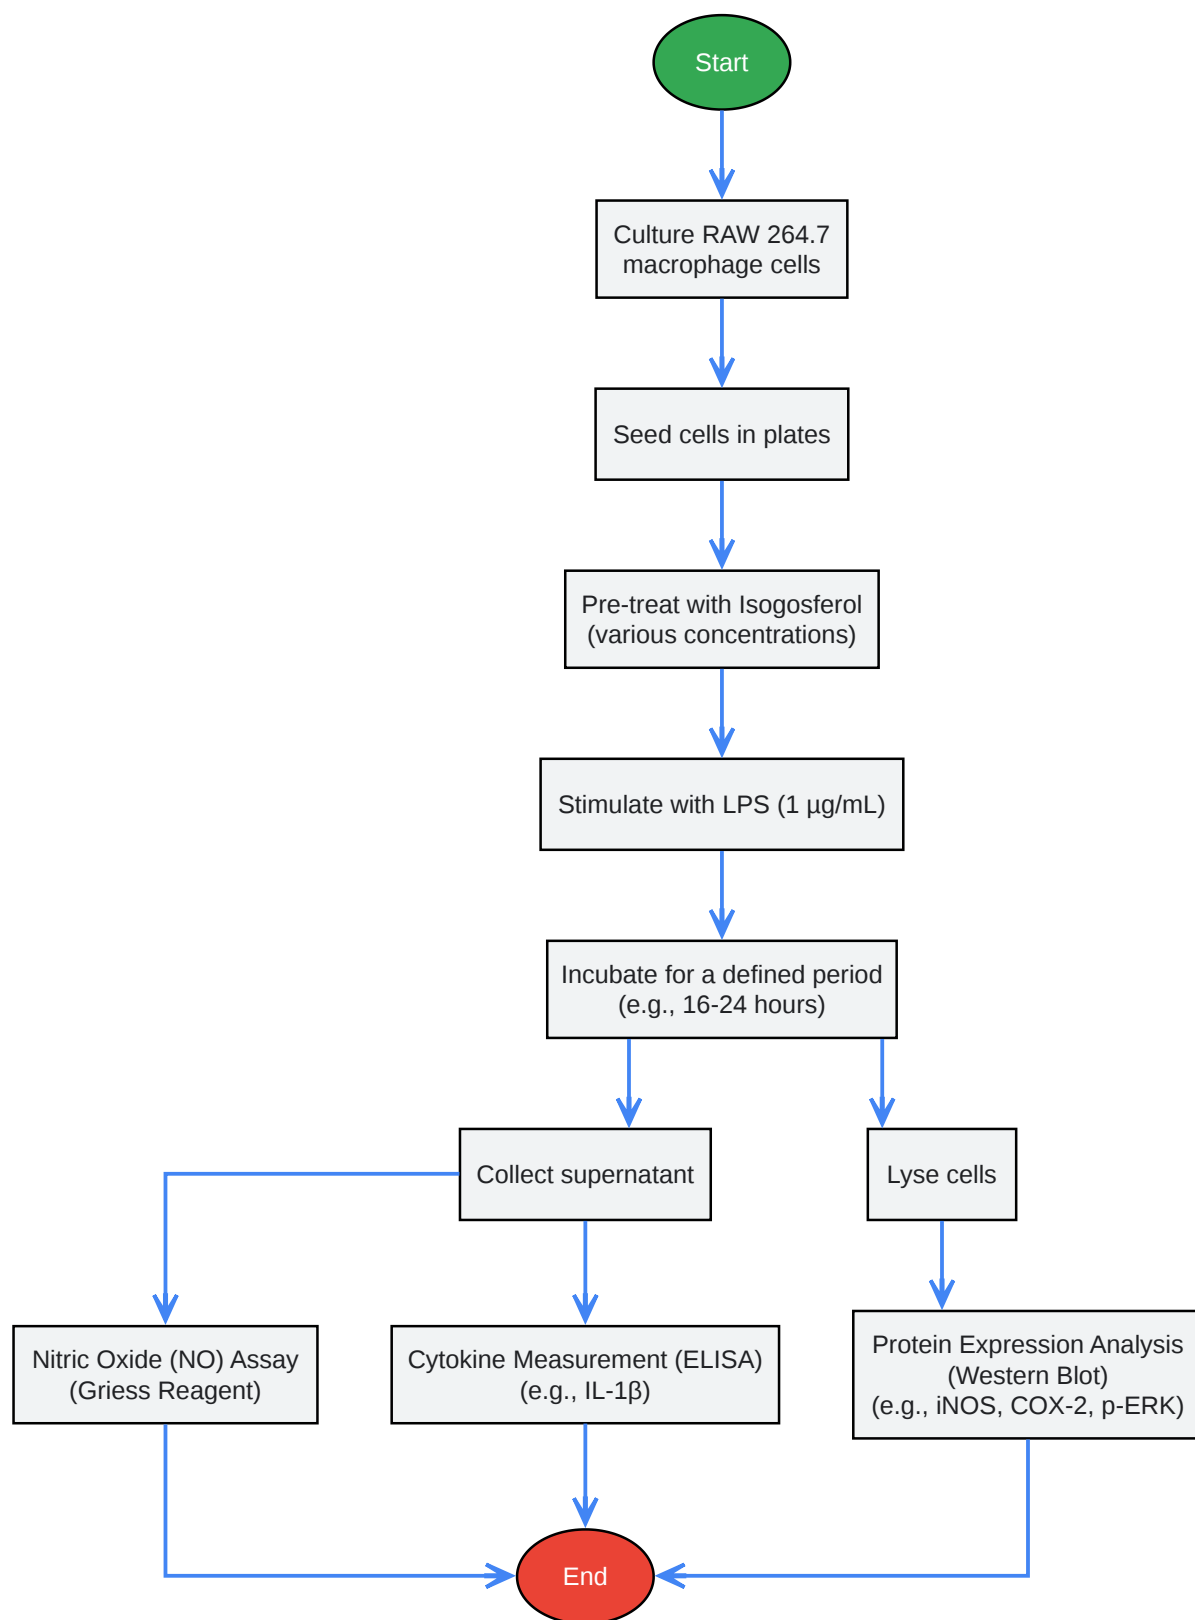 Start
Culture RAW 264.7
macrophage cells
Seed cells in plates
Pre-treat with Isogosferol
(various concentrations)
Stimulate with LPS (1 µg/mL)
Incubate for a defined period
(e.g., 16-24 hours)
Collect supernatant
Lyse cells
Nitric Oxide (NO) Assay
(Griess Reagent)
Cytokine Measurement (ELISA)
(e.g., IL-1β)
Protein Expression Analysis
(Western Blot)
(e.g., iNOS, COX-2, p-ERK)
End